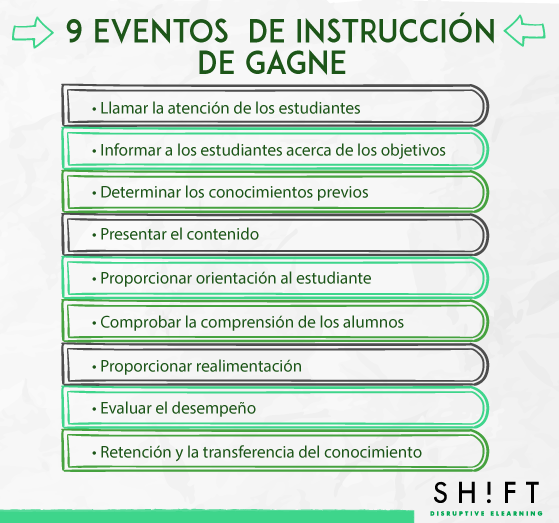 9 EVENTOS DE INSTRUCCIÓN
DE GAGNE
• Llamar la atención de los estudiantes
• Informar a los estudiantes acerca de los objetivos
• Determinar los conocimientos previos
• Presentar el contenido
• Proporcionar orientación al estudiante
• Comprobar la comprensión de los alumnos
• Proporcionar realimentación
• Evaluar el desempeño
• Retención y la transferencia del conocimiento
SH!FT
DISRUPTIVE ELEARNING